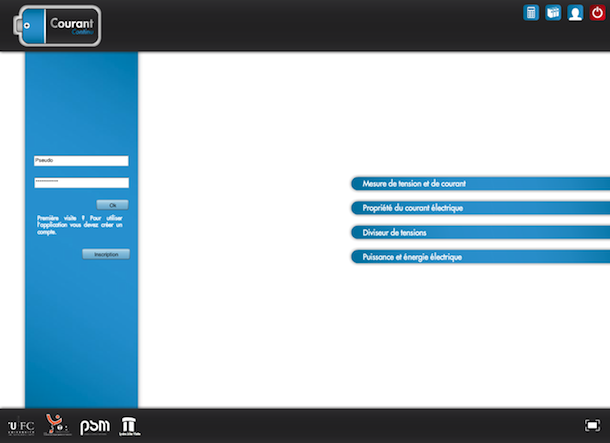 Courant
Continu
Pseudo
Ok
Première visite ? Pour utiliser
l'application vous devez créer un
compte.
Inscription
Mesure de tension et de courant
Propriété du courant électrique
Diviseur de tensions
Puissance et énergie électrique
UFC
UNIVERSITÉ
psm